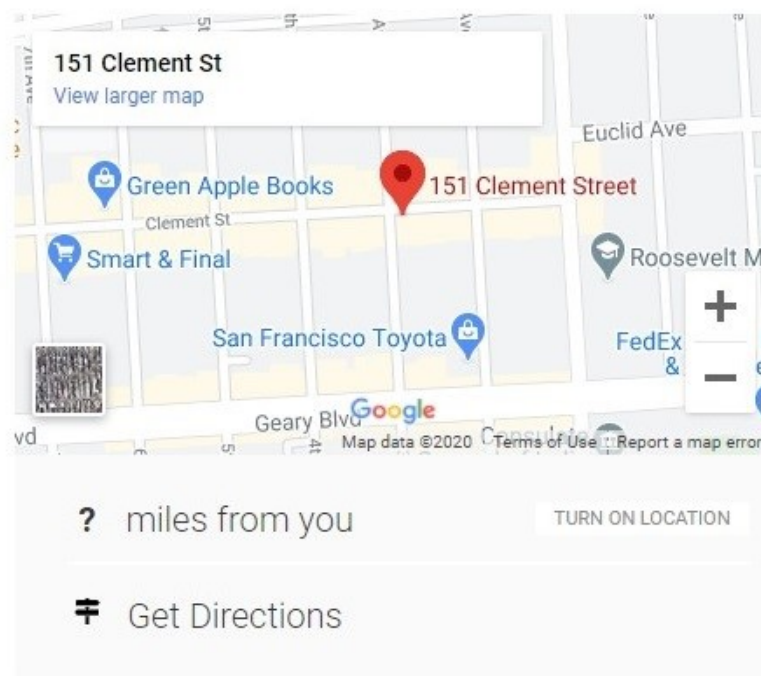 151 Clement St
View larger map
Euclid Ave
Green Apple Books
151 Clement Street
Clement St
Smart & Final
Roosevelt M
San Francisco Toyota
FedEx
&
Geary Blvd
Google
vd
Map data ©2020 Terms of Use Report a map error
? miles from you
TURN ON LOCATION
Get Directions